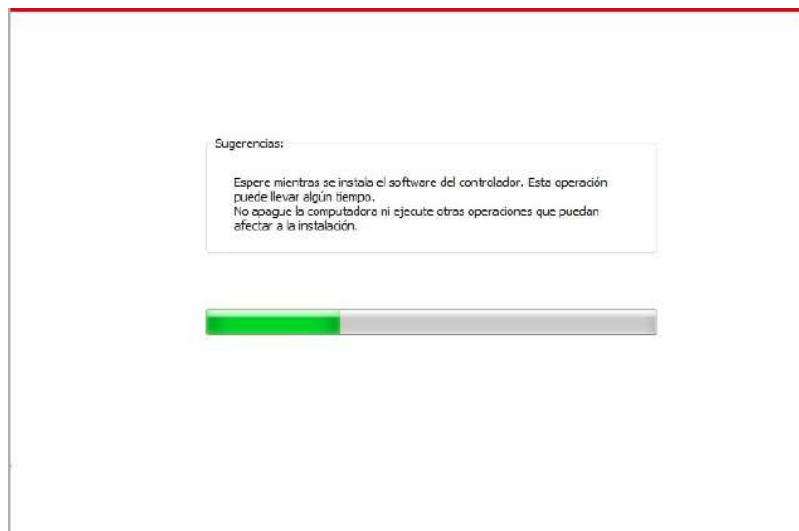 Sugerencias:
Espere mientras se instala el software del controlador. Esta operación
puede llevar algún tiempo.
No apague la computadora ni ejecute otras operaciones que puedan
afectar a la instalación.